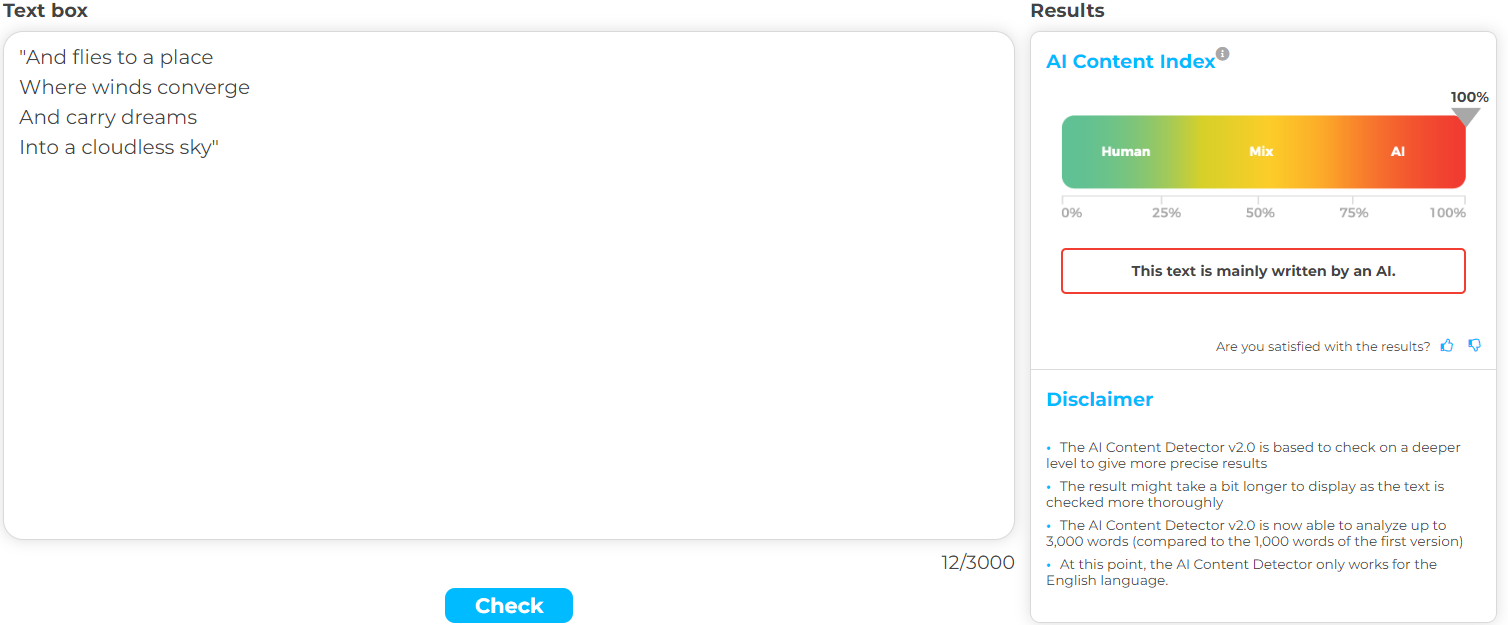 Text box
"And flies to a place
Where winds converge
And carry dreams
Into a cloudless sky"
12/3000
Check
Results
AI Content Index
100%
Human Mix AI
0% 25% 50% 75% 100%
This text is mainly written by an AI.
Are you satisfied with the results?
Disclaimer
• The AI Content Detector v2.0 is based to check on a deeper
level to give more precise results
• The result might take a bit longer to display as the text is
checked more thoroughly
• The AI Content Detector v2.0 is now able to analyze up to
3,000 words (compared to the 1,000 words of the first version)
• At this point, the AI Content Detector only works for the
English language.